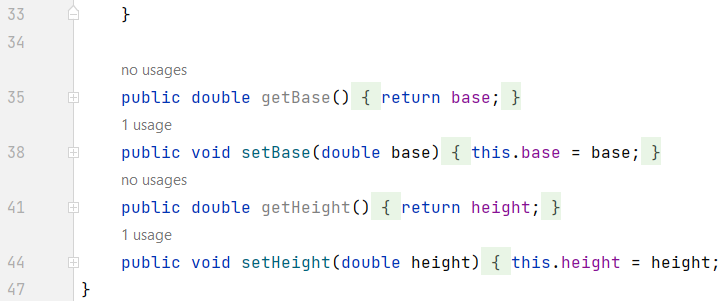 33 }
34
no usages
35 public double getBase() { return base; }
1 usage
38 public void setBase(double base) { this.base = base; }
no usages
41 public double getHeight() { return height; }
1 usage
44 public void setHeight(double height) { this.height = height;
47 }